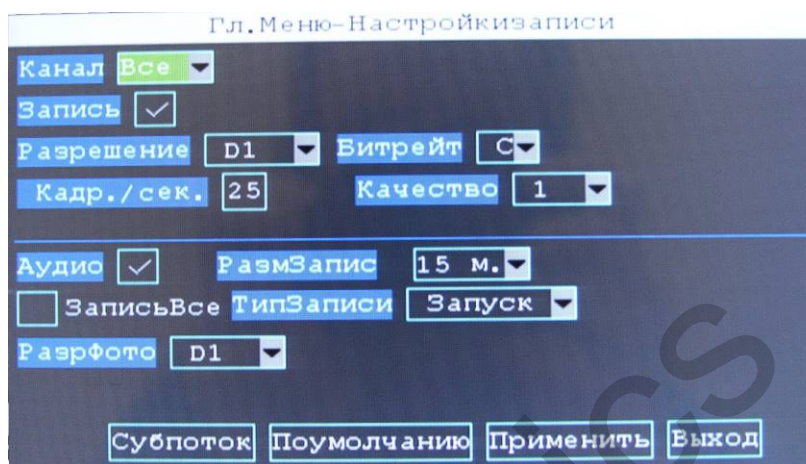 Гл.Меню-Настройкизаписи
Канал Все
Запись
Разрешение D1 Битрейт С
Кадр./сек. 25 Качество 1
Аудио РазмЗапис 15 м.
ЗаписьВсе ТипЗаписи Запуск
РазрФото D1
Субпоток Поумолчанию Применить Выход